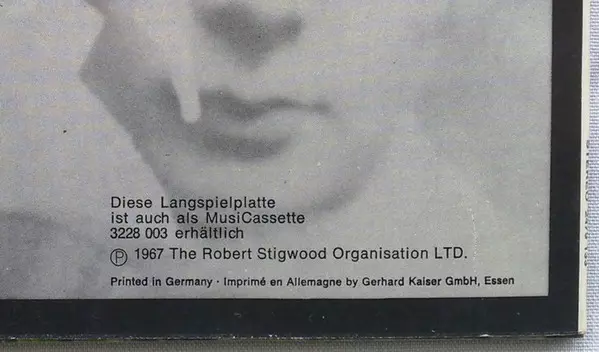 Diese Langspielplatte
ist auch als MusiCassette
3228 003 erhältlich
℗ 1967 The Robert Stigwood Organisation LTD.
Printed in Germany · Imprimé en Allemagne by Gerhard Kaiser GmbH, Essen